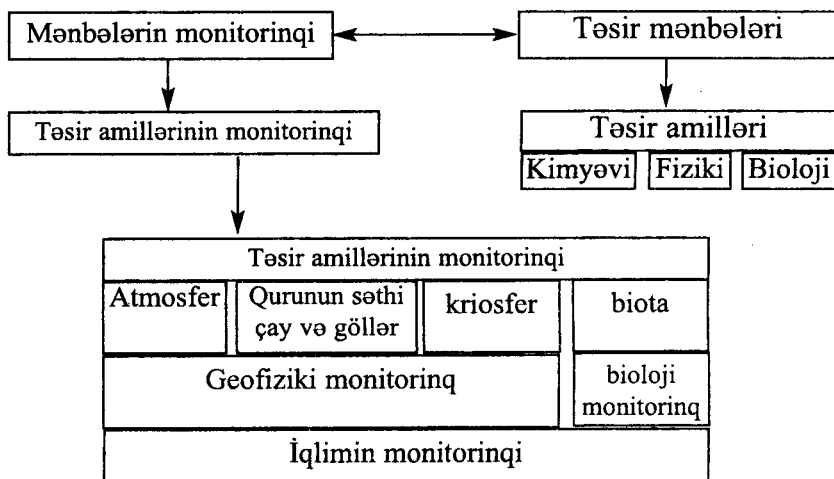 Mənbələrin monitorinqi
Təsir mənbələri
Təsir amillərinin monitorinqi
Təsir amilləri
Kimyəvi
Fiziki
Bioloji
Təsir amillərinin monitorinqi
Atmosfer
Qurunun səthi
çay və göllər
kriosfer
biota
Geofiziki monitorinq
bioloji
monitorinq
İqlimin monitorinqi